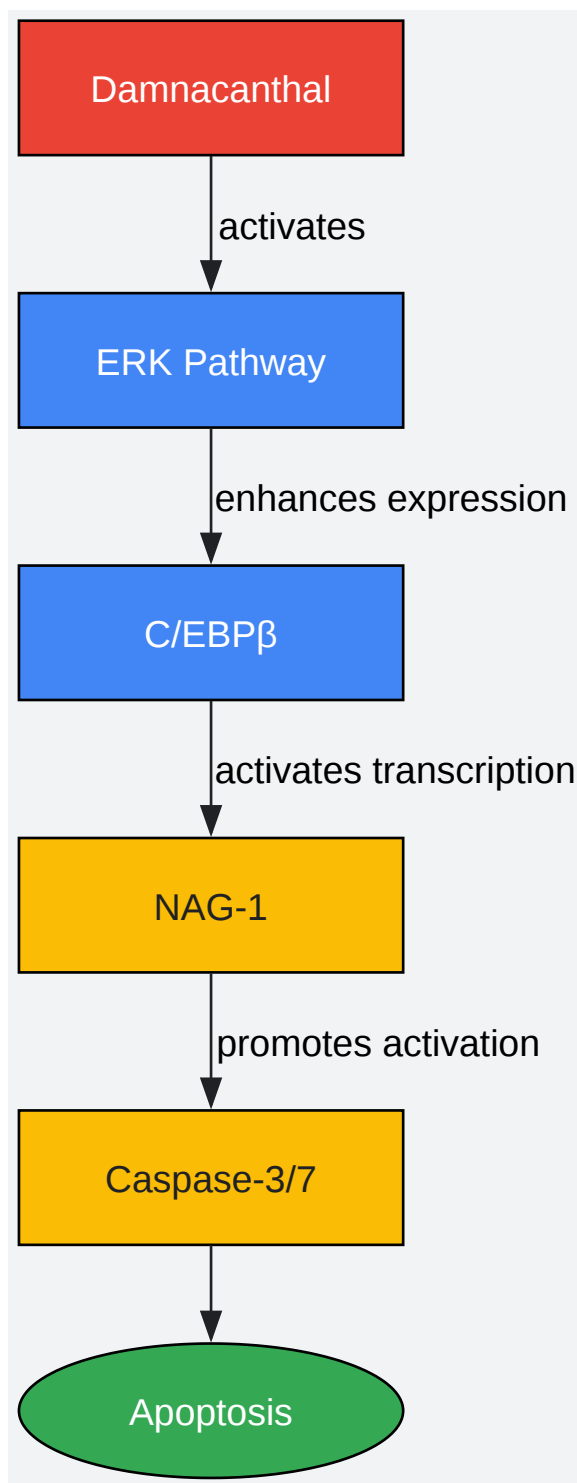 Damnacanthal
activates
ERK Pathway
enhances expression
C/EBPβ
activates transcription
NAG-1
promotes activation
Caspase-3/7
Apoptosis